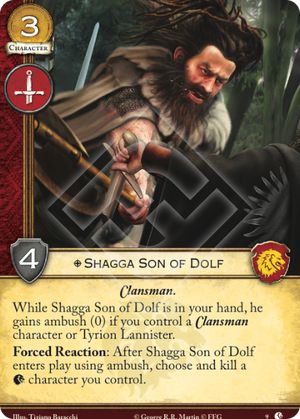 3
CHARACTER
4
SHAGGA SON OF DOLF
Clansman.
While Shagga Son of Dolf is in your hand, he
gains ambush (0) if you control a Clansman
character or Tyrion Lannister.
Forced Reaction: After Shagga Son of Dolf
enters play using ambush, choose and kill a
character you control.
Illus. Tiziano Baracchi
© George R.R. Martin © FFG
9